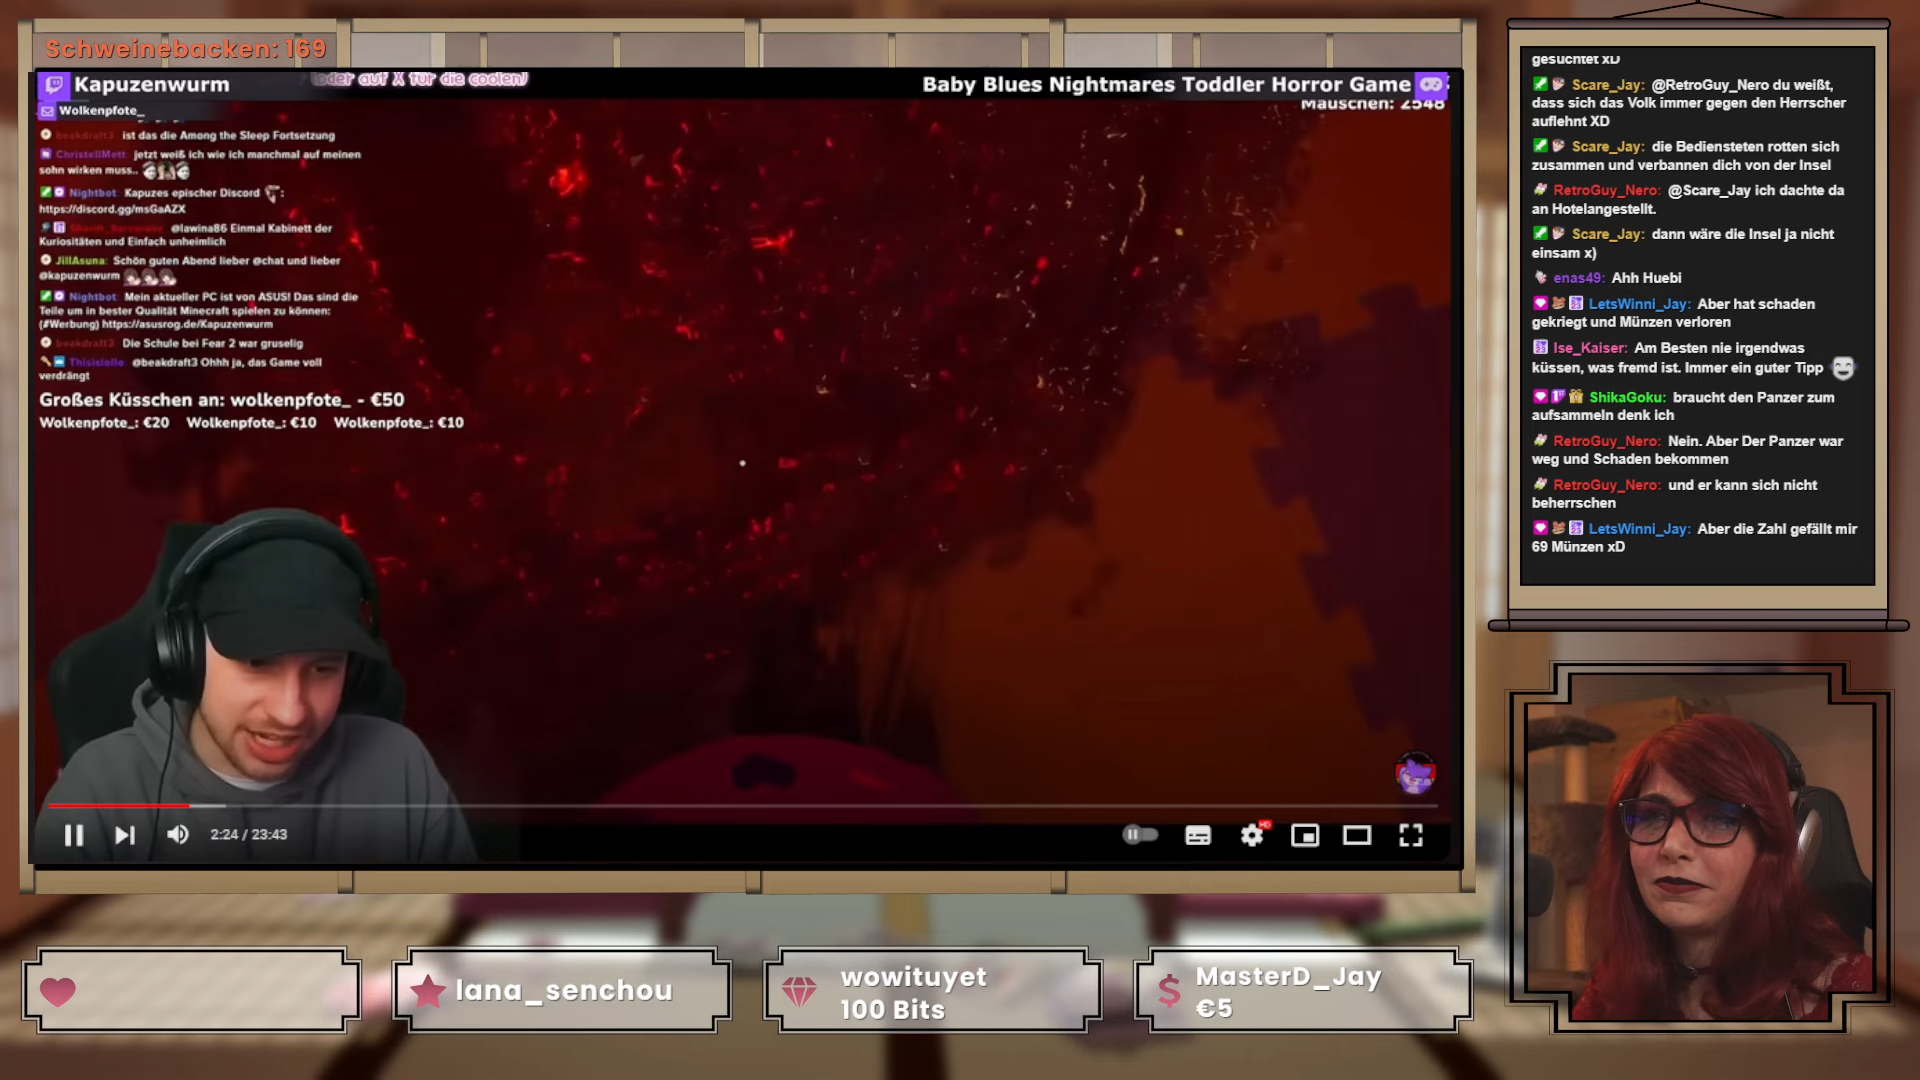 Schweinebacken: 169
(oder auf X für die coolen)
Kapuzenwurm
Baby Blues Nightmares Toddler Horror Game
Mäuschen: 2548
Wolkenpfote_
beakdraft3 ist das die Among the Sleep Fortsetzung
ChristellMett: jetzt weiß ich wie ich manchmal auf meinen
sohn wirken muss..
Nightbot: Kapuzes epischer Discord :
https://discord.gg/msGaAZX
@lawina86 Einmal Kabinett der
Kuriositäten und Einfach unheimlich
JillAsuna: Schön guten Abend lieber @chat und lieber
@kapuzenwurm
Nightbot: Mein aktueller PC ist von ASUS! Das sind die
Teile um in bester Qualität Minecraft spielen zu können:
(#Werbung) https://asusrog.de/Kapuzenwurm
beakdraft3 Die Schule bei Fear 2 war gruselig
Thisislollo @beakdraft3 Ohhh ja, das Game voll
verdrängt
Großes Küsschen an: wolkenpfote_ - €50
Wolkenpfote_: €20 Wolkenpfote_: €10 Wolkenpfote_: €10
2:24 / 23:43
HD
gesuchtet xD
Scare_Jay: @RetroGuy_Nero du weißt,
dass sich das Volk immer gegen den Herrscher
auflehnt XD
Scare_Jay: die Bediensteten rotten sich
zusammen und verbannen dich von der Insel
RetroGuy_Nero: @Scare_Jay ich dachte da
an Hotelangestellt.
Scare_Jay: dann wäre die Insel ja nicht
einsam x)
enas49: Ahh Huebi
LetsWinni_Jay: Aber hat schaden
gekriegt und Münzen verloren
Ise_Kaiser: Am Besten nie irgendwas
küssen, was fremd ist. Immer ein guter Tipp
ShikaGoku: braucht den Panzer zum
aufsammeln denk ich
RetroGuy_Nero: Nein. Aber Der Panzer war
weg und Schaden bekommen
RetroGuy_Nero: und er kann sich nicht
beherrschen
LetsWinni_Jay: Aber die Zahl gefällt mir
69 Münzen xD
lana_senchou
wowituyet
100 Bits
MasterD_Jay
€5